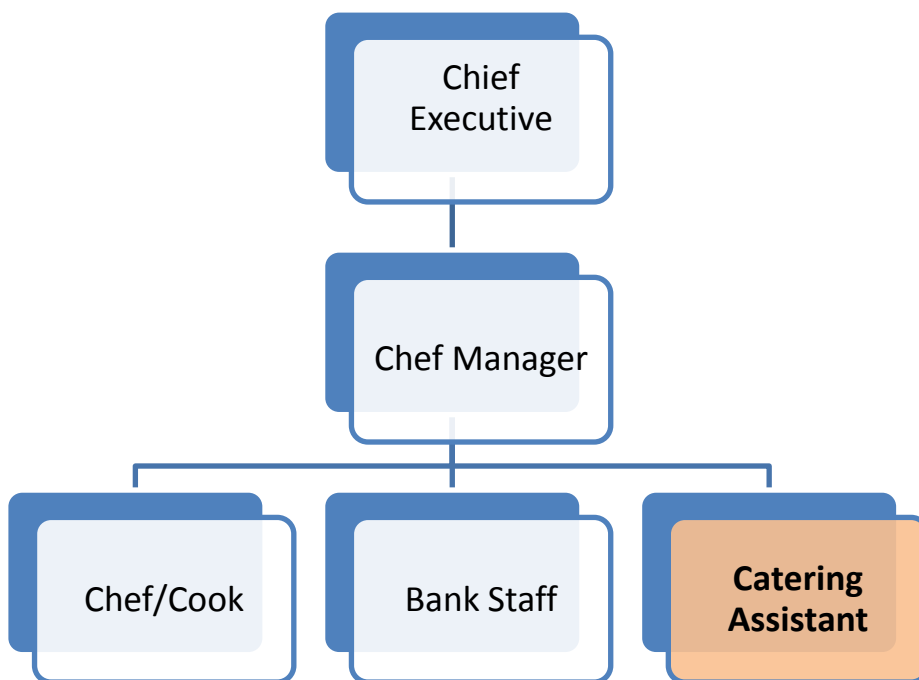 Chief
Executive
Chef Manager
Chef/Cook
Bank Staff
Catering
Assistant